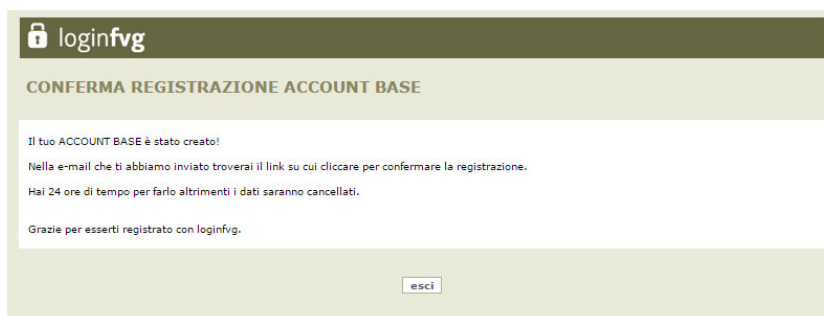 loginfvg
CONFERMA REGISTRAZIONE ACCOUNT BASE
Il tuo ACCOUNT BASE è stato creato!
Nella e-mail che ti abbiamo inviato troverai il link su cui cliccare per confermare la registrazione.
Hai 24 ore di tempo per farlo altrimenti i dati saranno cancellati.
Grazie per esserti registrato con loginfvg.
esci